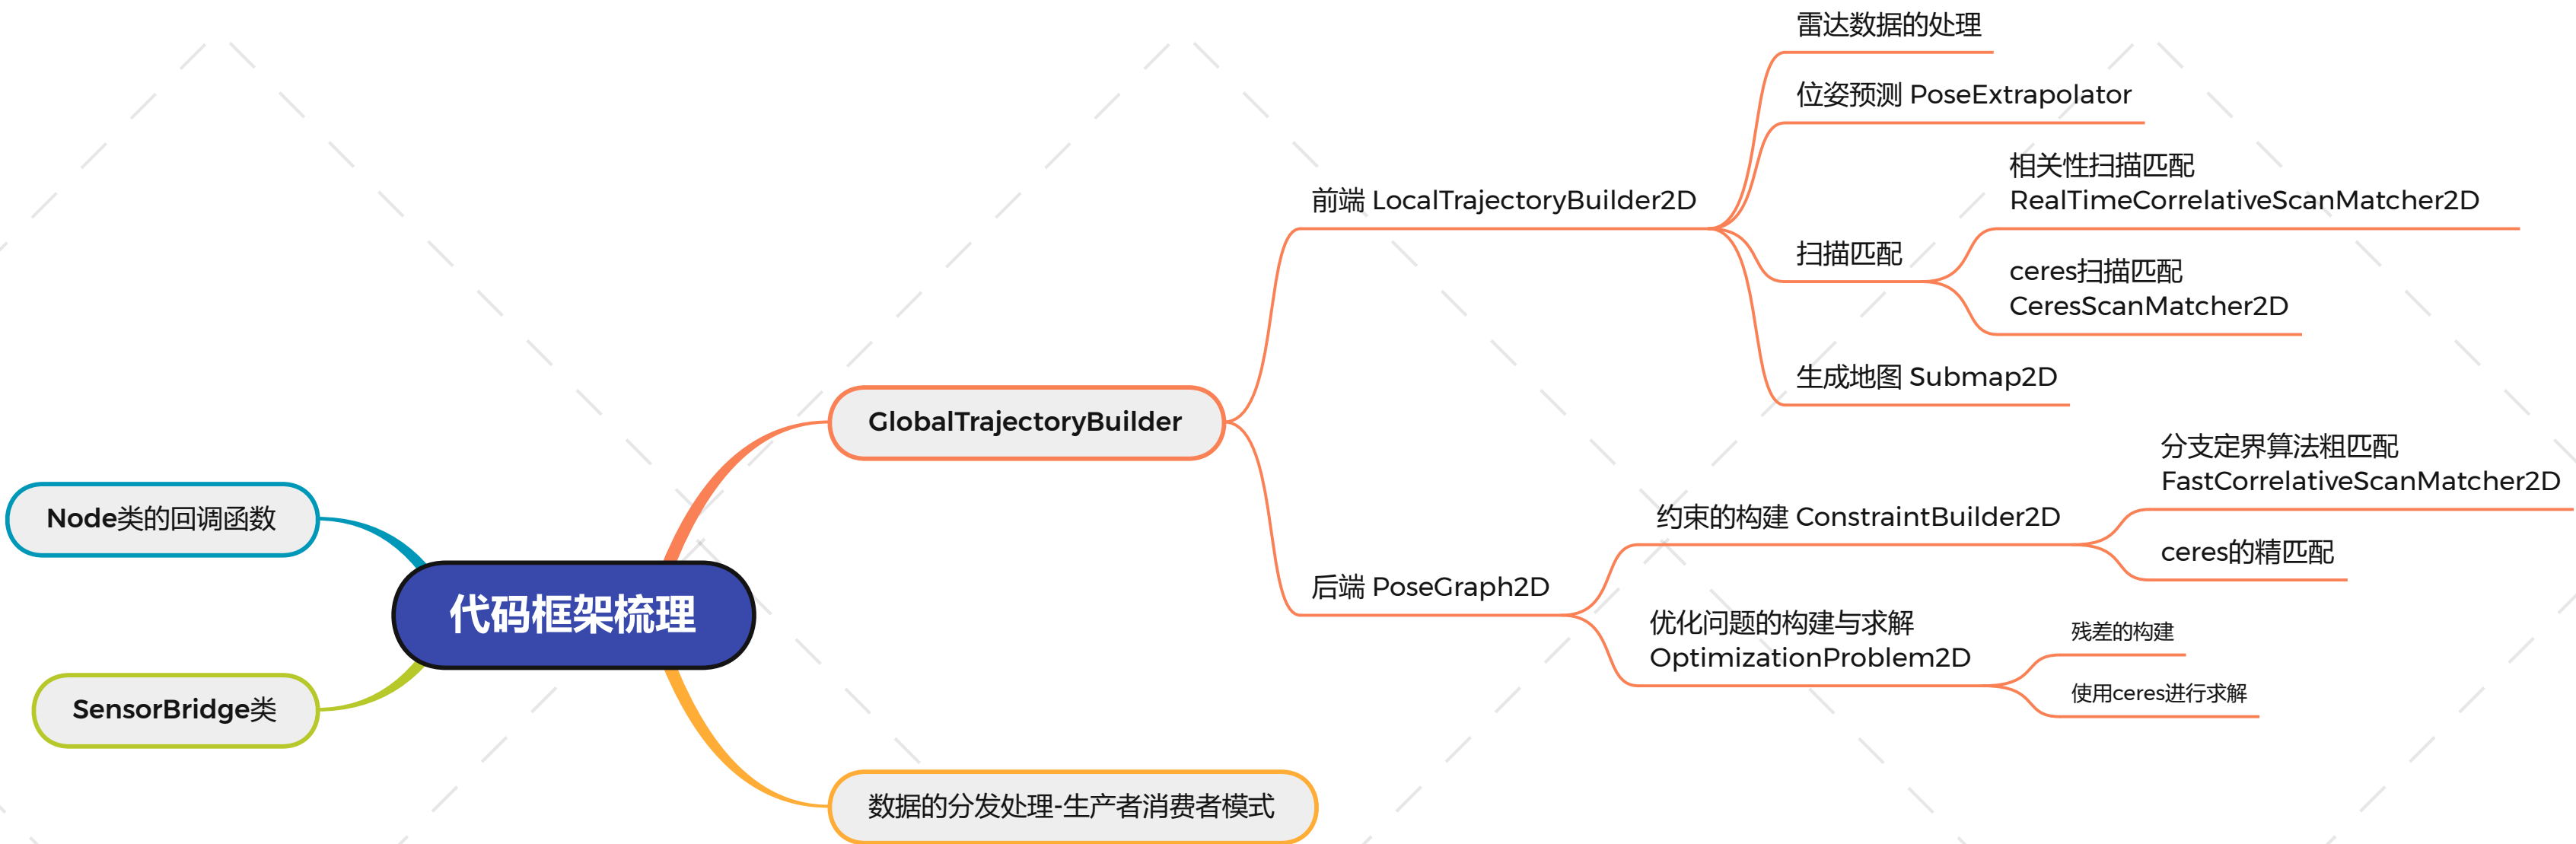 代码框架梳理
Node类的回调函数
SensorBridge类
GlobalTrajectoryBuilder
前端 LocalTrajectoryBuilder2D
雷达数据的处理
位姿预测 PoseExtrapolator
扫描匹配
相关性扫描匹配
RealTimeCorrelativeScanMatcher2D
ceres扫描匹配
CeresScanMatcher2D
生成地图 Submap2D
后端 PoseGraph2D
约束的构建 ConstraintBuilder2D
分支定界算法粗匹配
FastCorrelativeScanMatcher2D
ceres的精匹配
优化问题的构建与求解
OptimizationProblem2D
残差的构建
使用ceres进行求解
数据的分发处理-生产者消费者模式